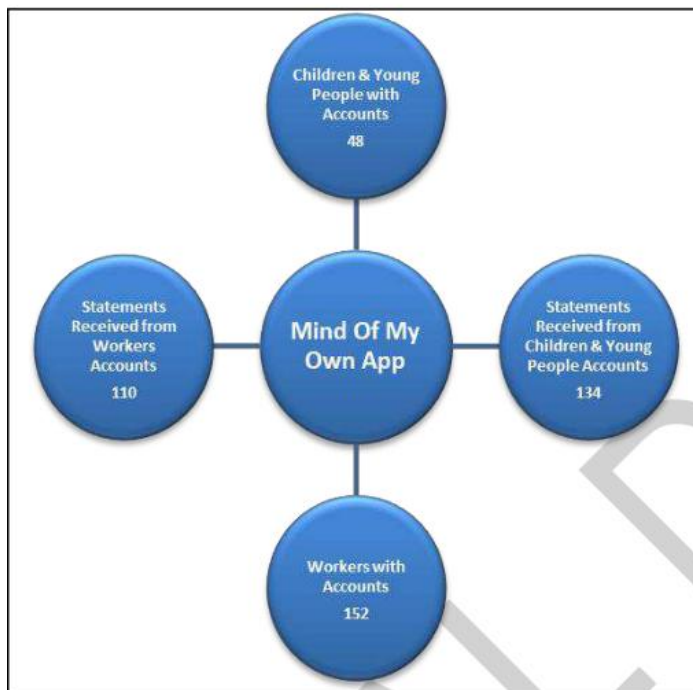 Children & Young
People with
Accounts
48
Statements
Received from
Workers
Accounts
110
Mind Of My
Own App
Statements
Received from
Children & Young
People Accounts
134
Workers with
Accounts
152